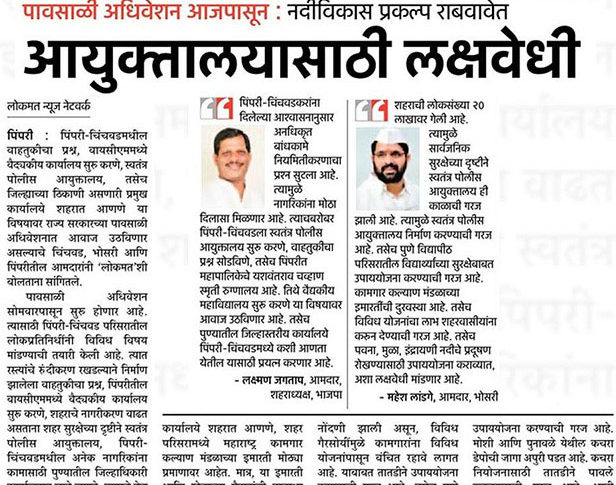 पावसाळी अधिवेशन आजपासून : नदीविकास प्रकल्प राबवावेत
आयुक्तालयासाठी लक्षवेधी
लोकमत न्यूज नेटवर्क
पिंपरी : पिंपरी-चिंचवडमधील
वाहतुकीचा प्रश्न, वायसीएममध्ये
वैद्यकीय कार्यालय सुरु करणे, स्वतंत्र
पोलीस आयुक्तालय, तसेच
जिल्ह्याच्या ठिकाणी असणारी प्रमुख
कार्यालये शहरात आणणे या
विषयावर राज्य सरकारच्या पावसाळी
अधिवेशनात आवाज उठविणार
असल्याचे चिंचवड, भोसरी आणि
पिंपरीतील आमदारांनी 'लोकमत'शी
बोलताना सांगितले.
पावसाळी अधिवेशन
सोमवारपासून सुरु होणार आहे.
त्यासाठी पिंपरी-चिंचवड परिसरातील
लोकप्रतिनिधींनी विविध विषय
मांडण्याची तयारी केली आहे. त्यात
रस्त्यांचे रुंदीकरण रखडल्याने निर्माण
झालेला वाहतुकीचा प्रश्न, पिंपरीतील
वायसीएममध्ये वैद्यकीय कार्यालय
सुरु करणे, शहराचे नागरीकरण वाढत
असताना शहर सुरक्षेच्या दृष्टीने स्वतंत्र
पोलीस आयुक्तालय, पिपरी-
चिंचवडमधील अनेक नागरिकांना
कामासाठी पुण्यातील जिल्हाधिकारी
पिंपरी-चिंचवडकरांना
दिलेल्या आश्वासनानुसार
अनधिकृत
बांधकामे
नियमितीकरणाचा
प्रश्न सुटला आहे.
त्यामुळे
नागरिकांना मोठा
दिलासा मिळणार आहे. त्याचबरोबर
पिंपरी-चिंचवडला स्वतंत्र पोलीस
आयुक्तालय सुरु करणे, वाहतुकीचा
प्रश्न सोडविणे, तसेच पिंपरीत
महापालिकेचे यशवंतराव चव्हाण
स्मृती रुग्णालय आहे. तिथे वैद्यकीय
महाविद्यालय सुरु करणे या विषयावर
आवाज उठविणार आहे. तसेच
पुण्यातील जिल्हास्तरीय कार्यालये
पिंपरी-चिंचवडमध्ये कशी आणता
येतील यासाठी प्रयत्न करणार आहे.
- लक्ष्मण जगताप, आमदार,
शहराध्यक्ष, भाजपा
शहराची लोकसंख्या २०
लाखावर गेली आहे.
त्यामुळे
सार्वजनिक
सुरक्षेच्या दृष्टीने
स्वतंत्र पोलीस
आयुक्तालय ही
काळाची गरज
झाली आहे. त्यामुळे स्वतंत्र पोलीस
आयुक्तालय निर्माण करण्याची गरज
आहे. तसेच पुणे विद्यापीठ
परिसरातील विद्यार्थ्यांच्या सुरक्षेबाबत
उपाययोजना करण्याची गरज आहे.
कामगार कल्याण मंडळाच्या
इमारतींची दुरवस्था आहे. तसेच
विविध योजनांचा लाभ शहरवासीयांना
करुन देण्याची गरज आहे. तसेच
पवना, मुळा, इंद्रायणी नदीचे प्रदूषण
रोखण्यासाठी उपाययोजना कराव्यात,
अशा लक्षवेधी मांडणार आहे.
- महेश लांडगे, आमदार, भोसरी
कार्यालये शहरात आणणे, शहर
परिसरामध्ये महाराष्ट्र कामगार
कल्याण मंडळाच्या इमारती मोठ्या
प्रमाणावर आहेत. मात्र, या इमारती
नोंदणी झाली असून, विविध
गैरसोयींमुळे कामगारांना विविध
योजनांपासून वंचित रहावे लागत
आहे. याबावत तातडीने उपाययोजना
उपाययोजना करण्याची गरज आहे.
मोशी आणि पुनावळे येथील कचरा
डेपोची जागा अपुरी पडत आहे. कचरा
नियोजनासाठी तातडीने पावले